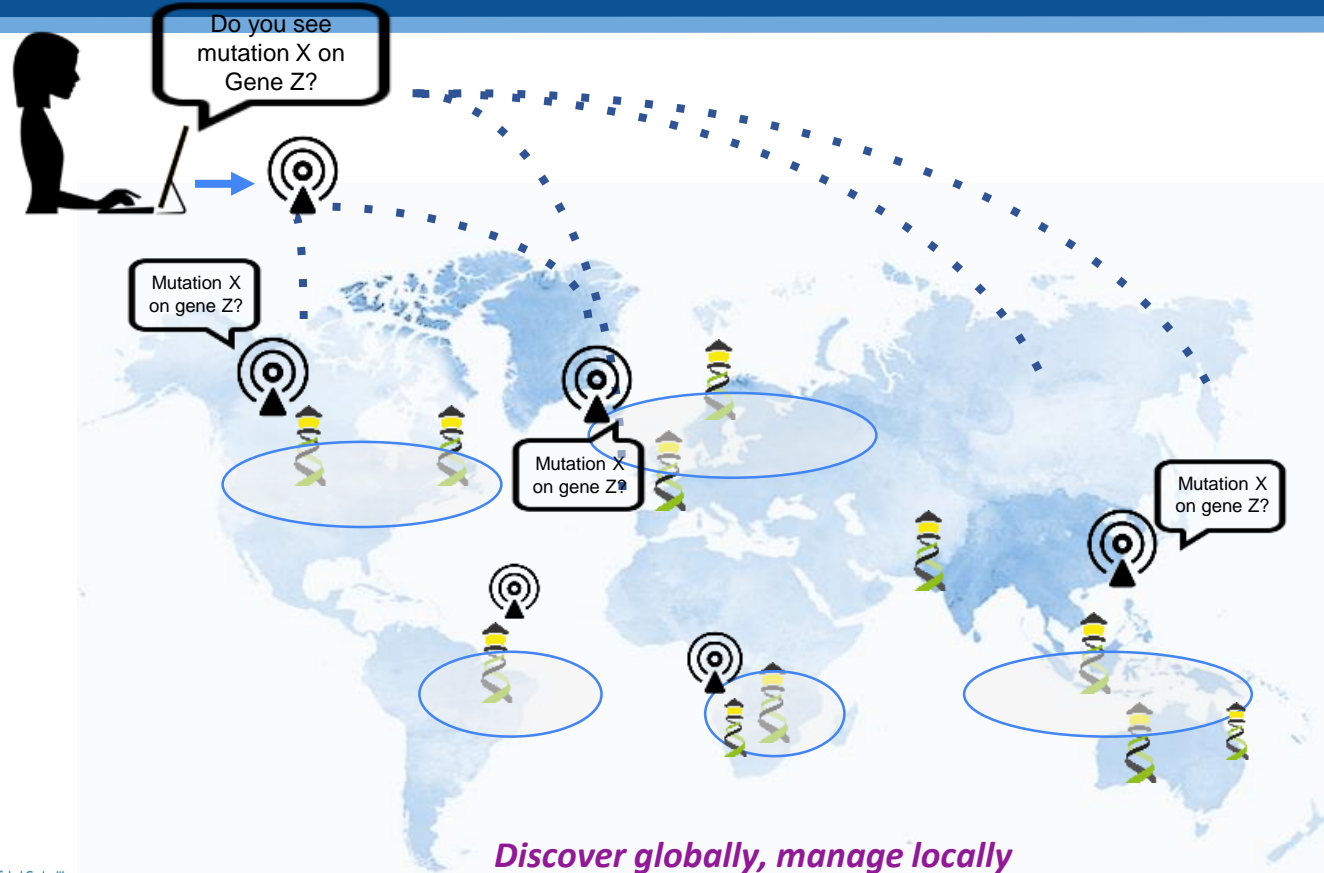 Do you see
mutation X on
Gene Z?
Mutation X
on gene Z?
Mutation X
on gene Z?
Mutation X
on gene Z?
Discover globally, manage locally